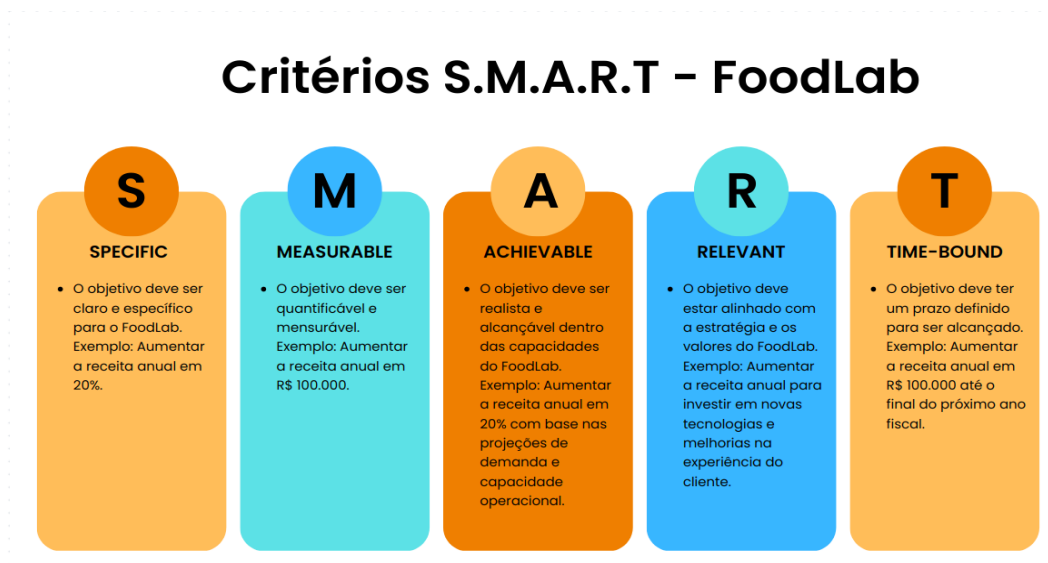 Critérios S.M.A.R.T - FoodLab
S
SPECIFIC
• O objetivo deve ser
claro e específico
para o FoodLab.
Exemplo: Aumentar
a receita anual em
20%.
M
MEASURABLE
• O objetivo deve ser
quantificável e
mensurável.
Exemplo: Aumentar
a receita anual em
R$ 100.000.
A
ACHIEVABLE
• O objetivo deve ser
realista e
alcançável dentro
das capacidades
do FoodLab.
Exemplo: Aumentar
a receita anual em
20% com base nas
projeções de
demanda e
capacidade
operacional.
R
RELEVANT
• O objetivo deve
estar alinhado com
a estratégia e os
valores do FoodLab.
Exemplo: Aumentar
a receita anual para
investir em novas
tecnologias e
melhorias na
experiência do
cliente.
T
TIME-BOUND
• O objetivo deve ter
um prazo definido
para ser alcançado.
Exemplo: Aumentar
a receita anual em
R$ 100.000 até o
final do próximo ano
fiscal.